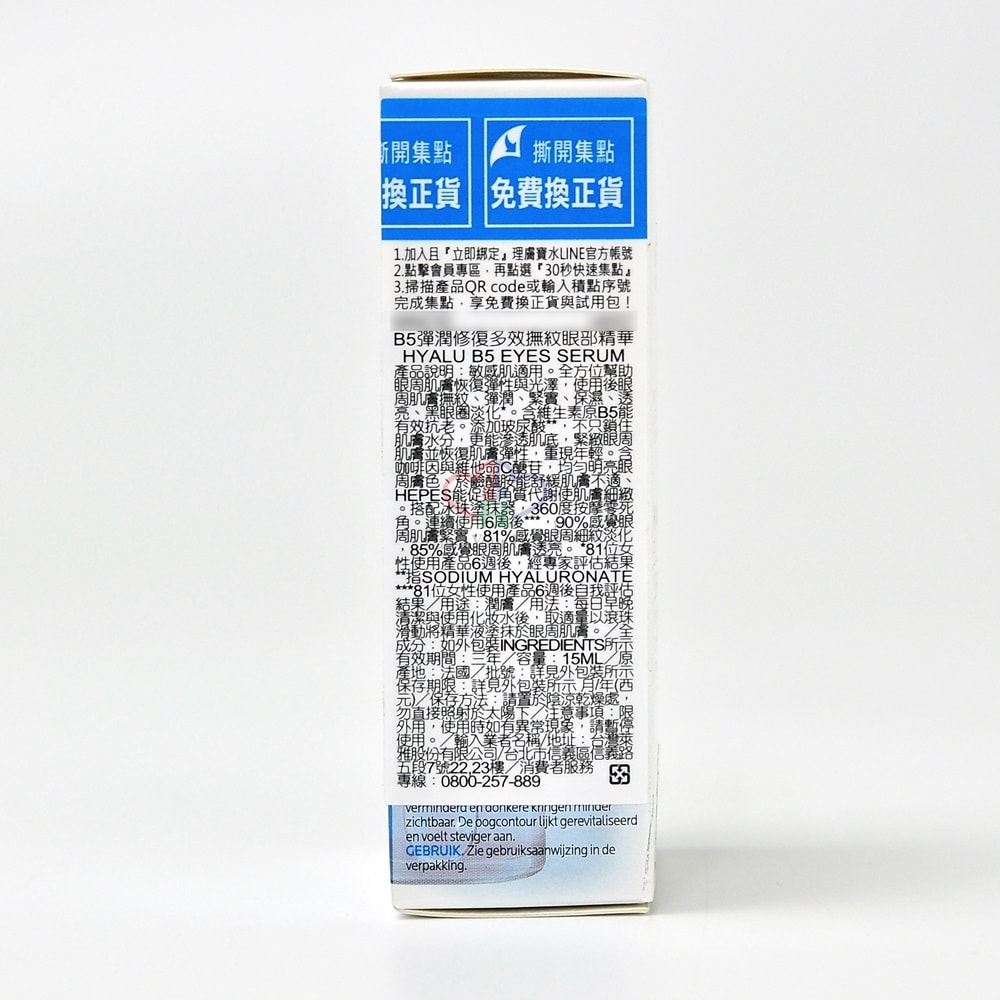 斯開集點
換正貨
撕開集點
免費換正貨
1.加入且『立即綁定』理膚寶水LINE官方帳號
2.點擊會員專區，再點選『30秒快速集點』
3.掃描產品QR code或輸入積點序號
完成集點，享免費換正貨與試用包！
B5彈潤修復多效撫紋眼部精華
HYALU B5 EYES SERUM
產品說明：敏感肌適用。全方位幫助
眼周肌膚恢復彈性與光澤，使用後眼
周肌膚撫紋、彈潤、緊實、保濕、透
亮、黑眼圈淡化*。含維生素原B5能
有效抗老。添加玻尿酸**，不只鎖住
肌膚水分，更能滲透肌底，緊緻眼周
肌膚並恢復肌膚彈性，重現年輕。含
咖啡因與維他命C醣苷，均勻明亮眼
周膚色，菸鹼醯胺能舒緩肌膚不適、
HEPES能促進角質代謝使肌膚細緻
。搭配冰珠塗抹器，360度按摩零死
角。連續使用6周後***，90%感覺眼
周肌膚緊實，81%感覺眼周細紋淡化
，85%感覺眼周肌膚透亮。*81位女
性使用產品6週後，經專家評估結果
**指SODIUM HYALURONATE
***81位女性使用產品6週後自我評估
結果／用途：潤膚／用法：每日早晚
清潔與使用化妝水後，取適量以滾珠
滑動將精華液塗抹於眼周肌膚。／全
成分：如外包裝INGREDIENTS所示
有效期間：三年／容量：15ML／原
產地：法國／批號：詳見外包裝所示
保存期限：詳見外包裝所示 月/年(西
元)／保存方法：請置於陰涼乾燥處，
勿直接照射於太陽下／注意事項：限
外用，使用時如有異常現象，請暫停
使用。／輸入業者名稱/地址：台灣萊
雅股份有限公司/台北市信義區信義路
五段7號22,23樓／消費者服務
專線：0800-257-889
verminderd en donkere kringen minder
zichtbaar. De oogcontour lijkt gerevitaliseerd
en voelt steviger aan.
GEBRUIK. Zie gebruiksaanwijzing in de
verpakking.